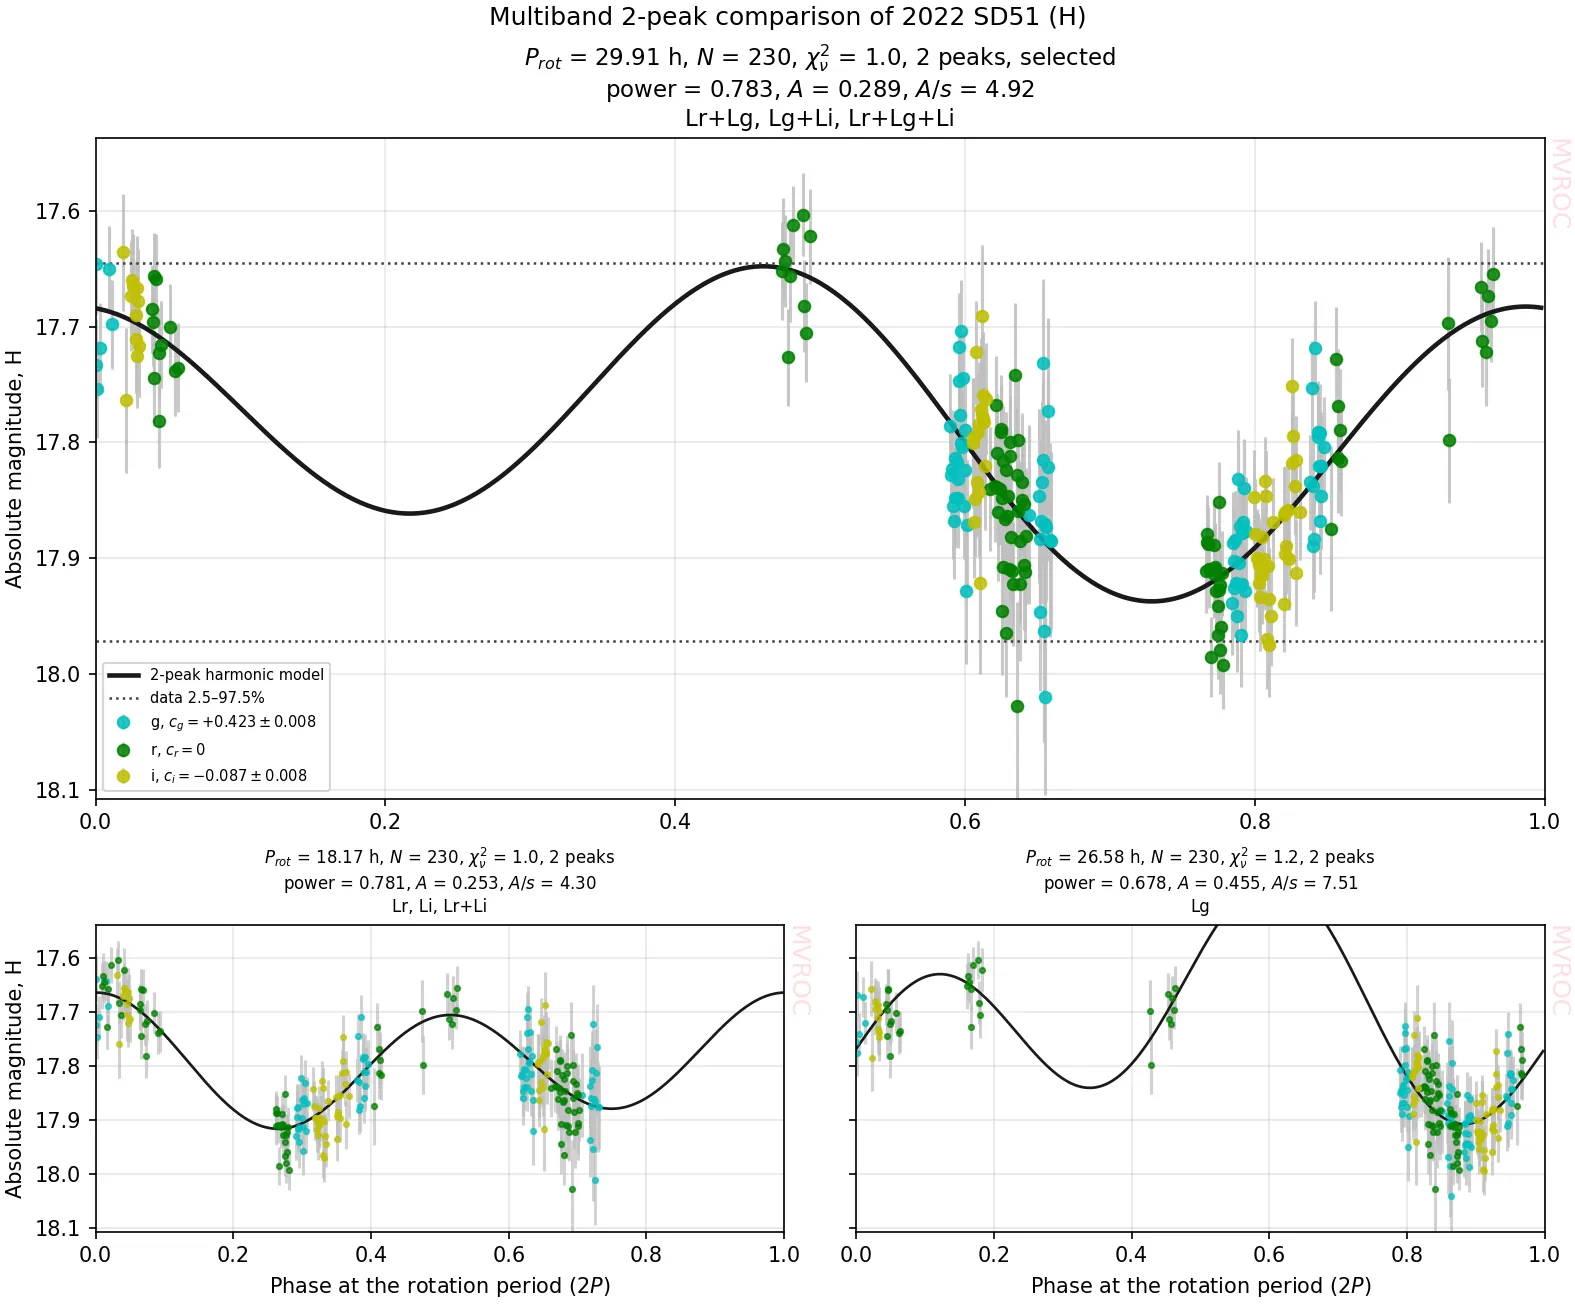 Multiband 2-peak comparison of 2022 SD51 (H)
P_rot = 29.91 h, N = 230, χ²_ν = 1.0, 2 peaks, selected
power = 0.783, A = 0.289, A/s = 4.92
Lr+Lg, Lg+Li, Lr+Lg+Li
MVROC
Absolute magnitude, H
17.6
17.7
17.8
17.9
18.0
18.1
2-peak harmonic model
data 2.5–97.5%
g, c_g = +0.423 ± 0.008
r, c_r = 0
i, c_i = −0.087 ± 0.008
0.0 0.2 0.4 0.6 0.8 1.0
P_rot = 18.17 h, N = 230, χ²_ν = 1.0, 2 peaks
power = 0.781, A = 0.253, A/s = 4.30
Lr, Li, Lr+Li
MVROC
Absolute magnitude, H
17.6
17.7
17.8
17.9
18.0
18.1
0.0 0.2 0.4 0.6 0.8 1.0
Phase at the rotation period (2P)
P_rot = 26.58 h, N = 230, χ²_ν = 1.2, 2 peaks
power = 0.678, A = 0.455, A/s = 7.51
Lg
MVROC
0.0 0.2 0.4 0.6 0.8 1.0
Phase at the rotation period (2P)